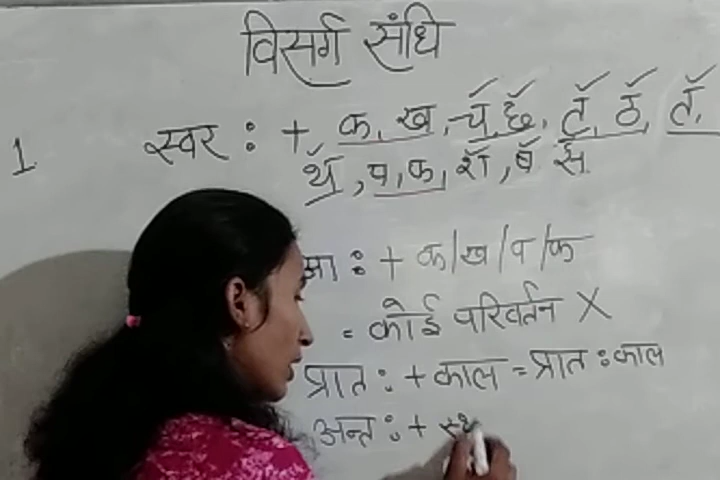 विसर्ग संधि
1. स्वर : + क, ख, च, छ, ट, ठ, त,
थ, प, फ, श, ष, स
आ : + क/ख/प/फ
= कोई परिवर्तन X
प्रात : + काल = प्रात : काल
अन्त : + स्थ